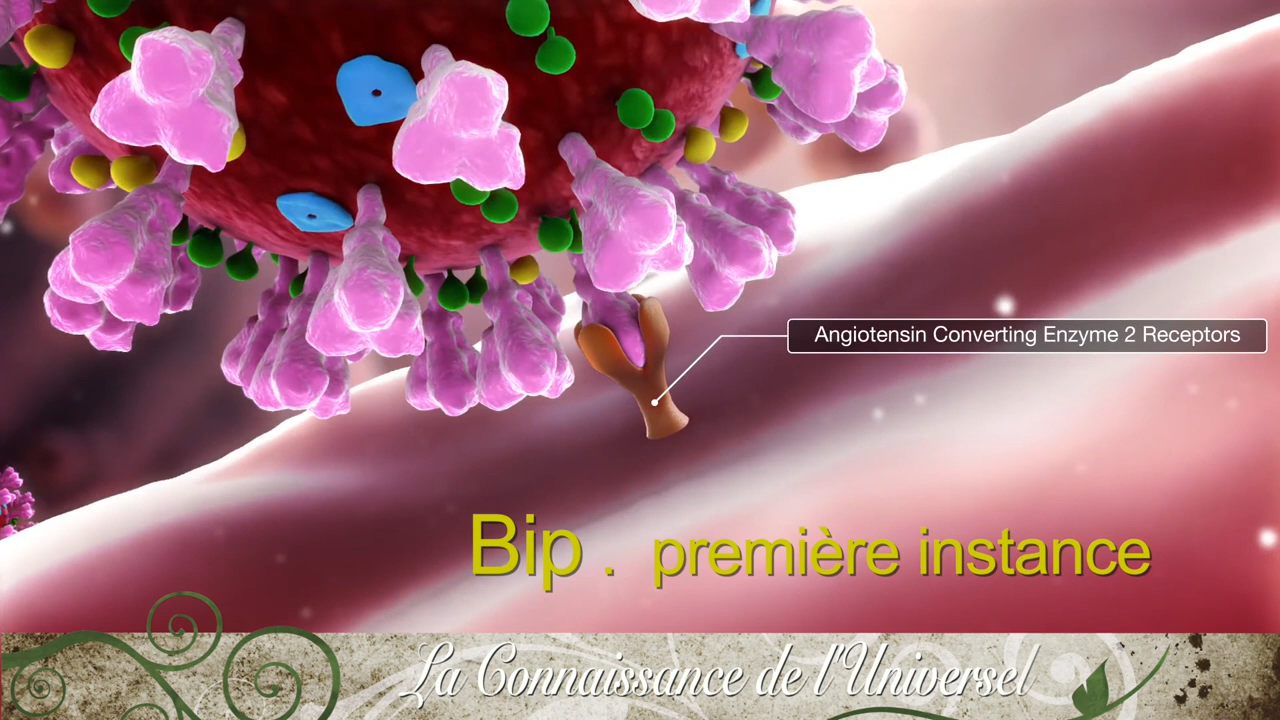 Angiotensin Converting Enzyme 2 Receptors
Bip . première instance
La Connaissance de l'Universel